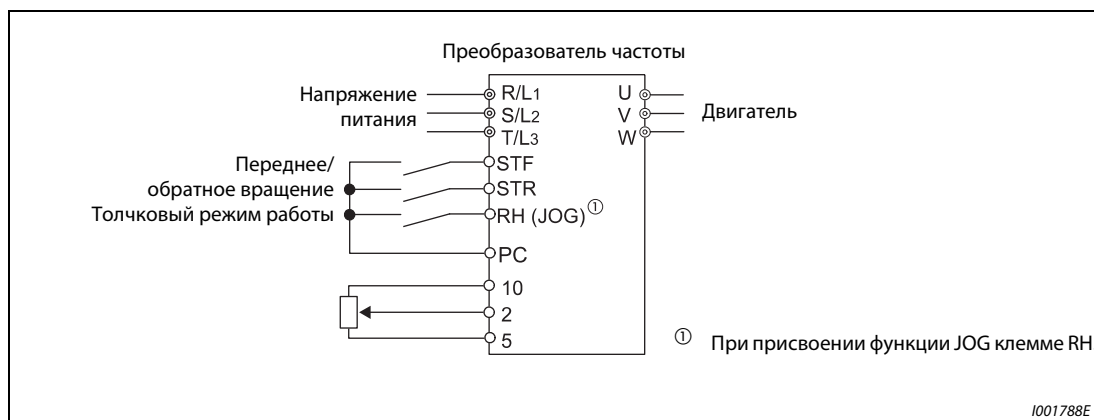 Преобразователь частоты
Напряжение
питания
R/L1
S/L2
T/L3
U
V
W
Двигатель
Переднее/
обратное вращение
Толчковый режим работы
STF
STR
RH (JOG)①
PC
10
2
5
① При присвоении функции JOG клемме RH
I001788E